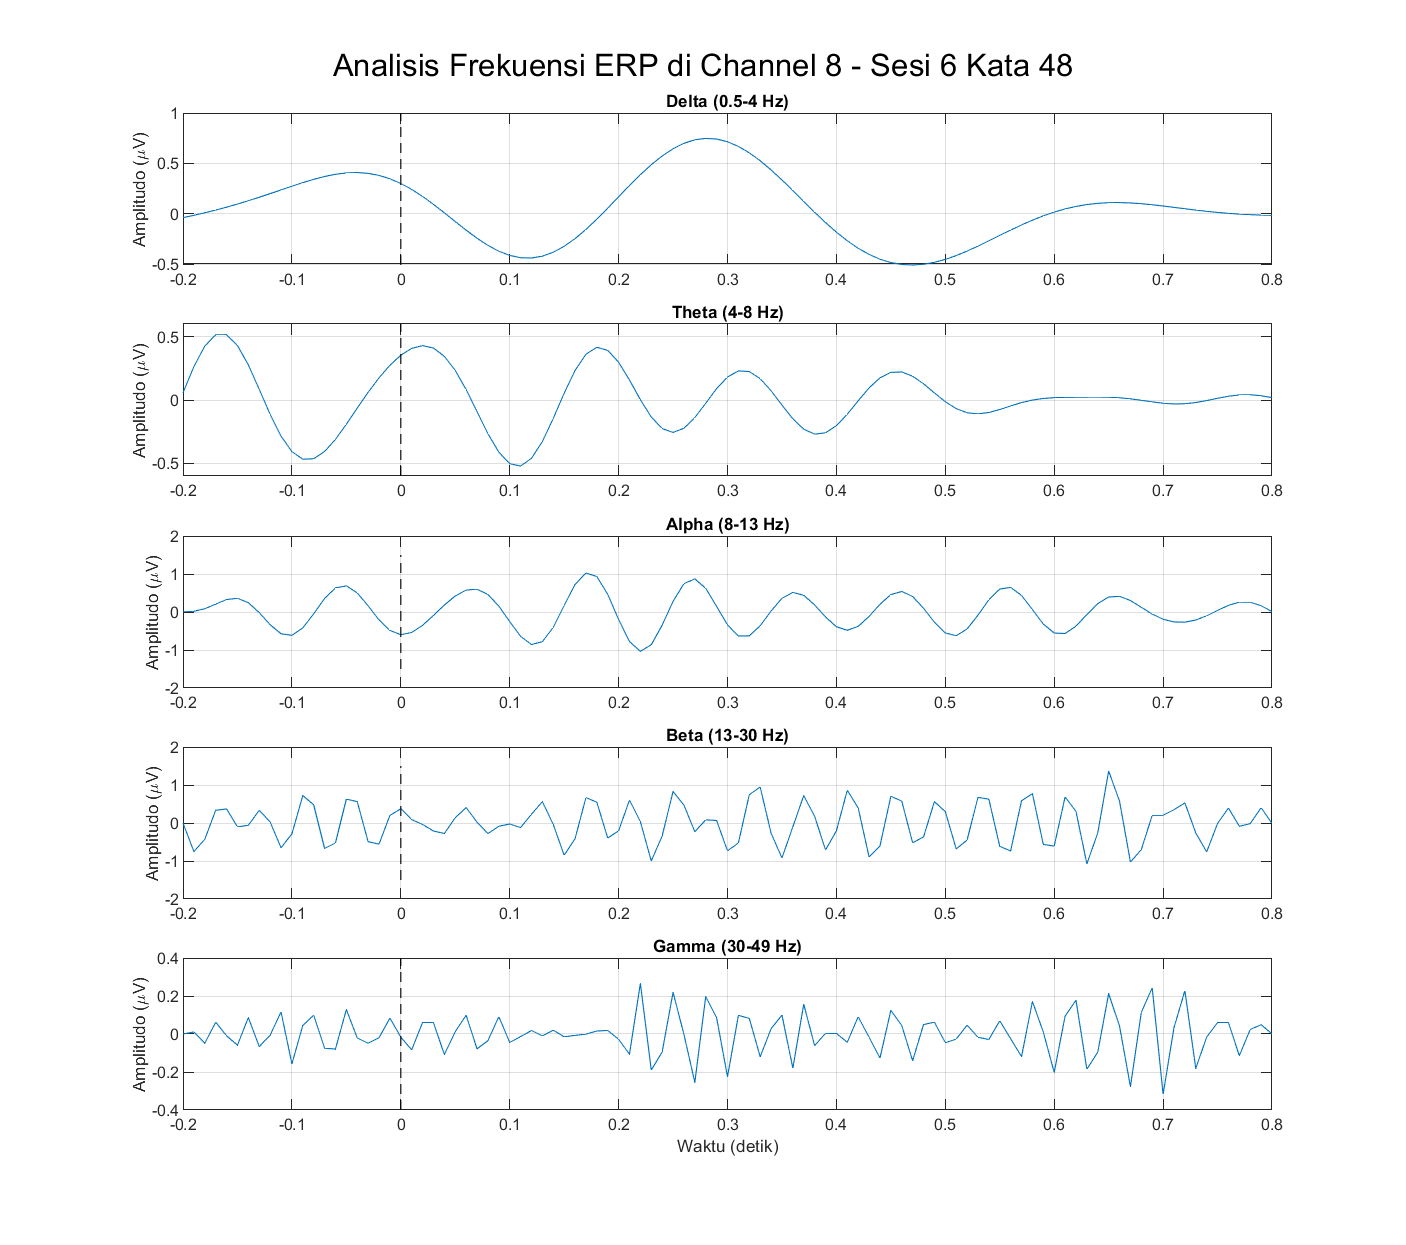 Analisis Frekuensi ERP di Channel 8 - Sesi 6 Kata 48
Delta (0.5-4 Hz)
Amplitudo (μV)
1
0.5
0
-0.5
-0.2 -0.1 0 0.1 0.2 0.3 0.4 0.5 0.6 0.7 0.8
Theta (4-8 Hz)
Amplitudo (μV)
0.5
0
-0.5
-0.2 -0.1 0 0.1 0.2 0.3 0.4 0.5 0.6 0.7 0.8
Alpha (8-13 Hz)
Amplitudo (μV)
2
1
0
-1
-2
-0.2 -0.1 0 0.1 0.2 0.3 0.4 0.5 0.6 0.7 0.8
Beta (13-30 Hz)
Amplitudo (μV)
2
1
0
-1
-2
-0.2 -0.1 0 0.1 0.2 0.3 0.4 0.5 0.6 0.7 0.8
Gamma (30-49 Hz)
Amplitudo (μV)
0.4
0.2
0
-0.2
-0.4
-0.2 -0.1 0 0.1 0.2 0.3 0.4 0.5 0.6 0.7 0.8
Waktu (detik)